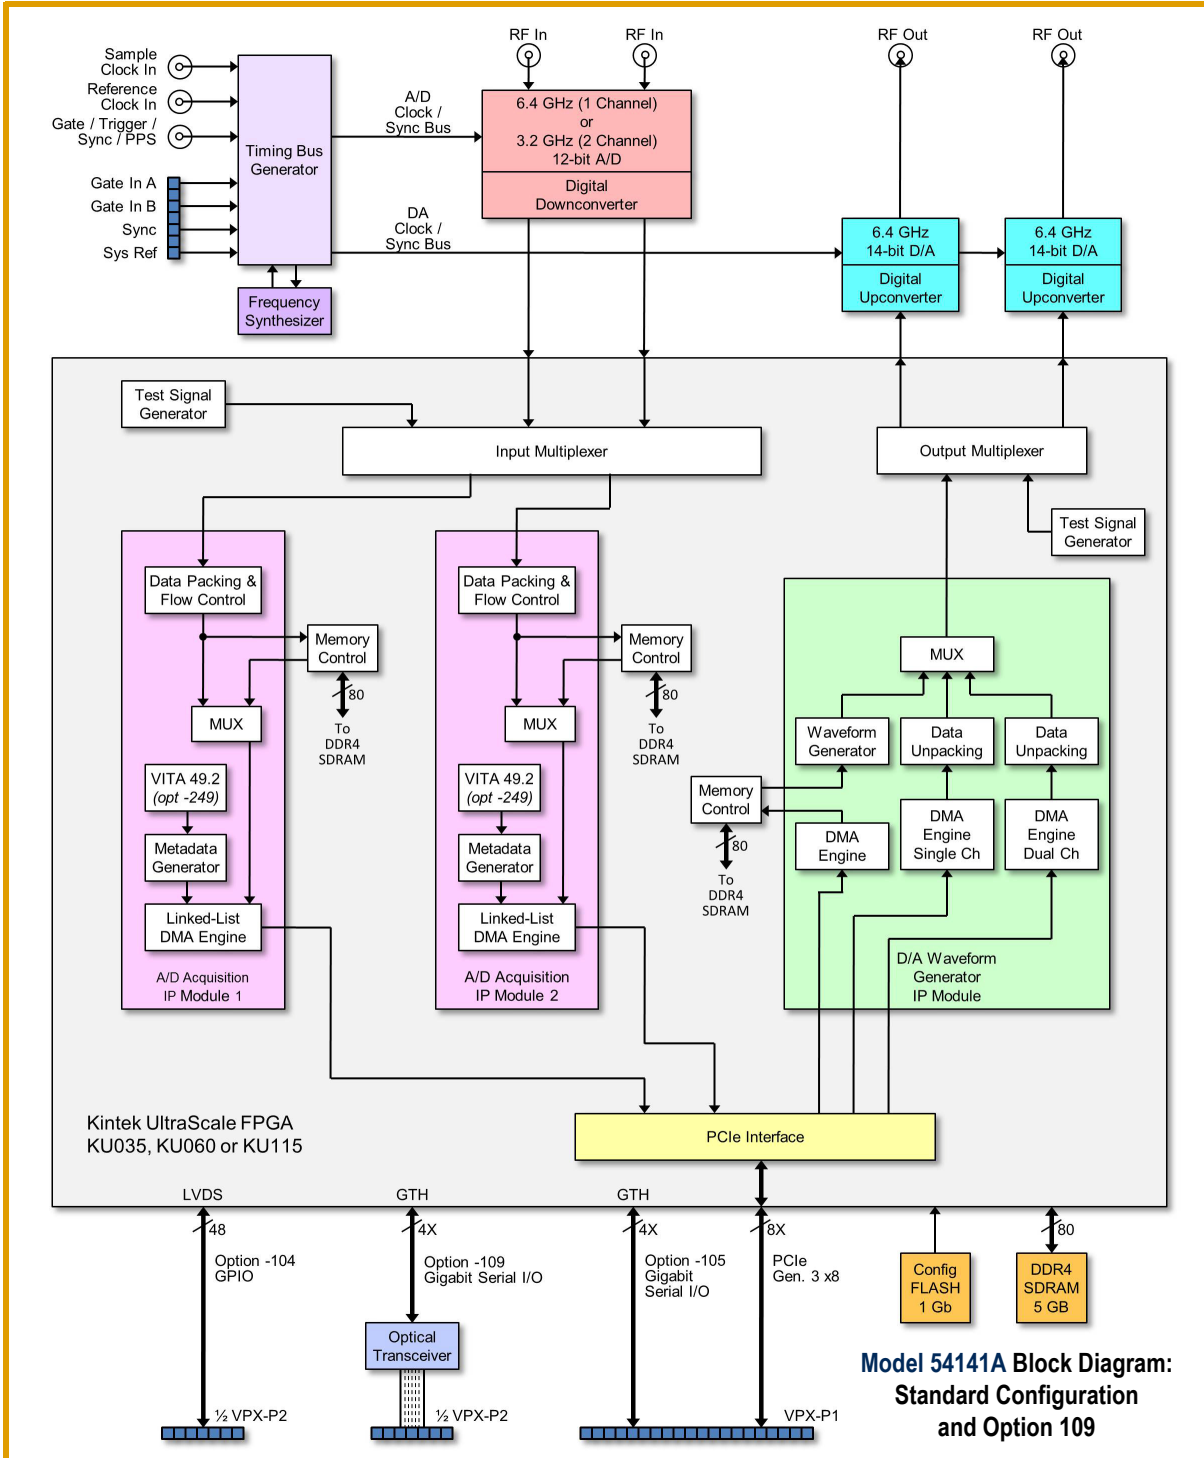 RF In
RF In
RF Out
RF Out
Sample
Clock In
Reference
Clock In
Gate / Trigger /
Sync / PPS
Gate In A
Gate In B
Sync
Sys Ref
Timing Bus
Generator
Frequency
Synthesizer
A/D
Clock /
Sync Bus
DA
Clock /
Sync Bus
6.4 GHz (1 Channel)
or
3.2 GHz (2 Channel)
12-bit A/D
Digital
Downconverter
6.4 GHz
14-bit D/A
Digital
Upconverter
6.4 GHz
14-bit D/A
Digital
Upconverter
Test Signal
Generator
Input Multiplexer
Output Multiplexer
Test Signal
Generator
Data Packing &
Flow Control
Memory
Control
80
To
DDR4
SDRAM
MUX
VITA 49.2
(opt -249)
Metadata
Generator
Linked-List
DMA Engine
A/D Acquisition
IP Module 1
Data Packing &
Flow Control
Memory
Control
80
To
DDR4
SDRAM
MUX
VITA 49.2
(opt -249)
Metadata
Generator
Linked-List
DMA Engine
A/D Acquisition
IP Module 2
MUX
Waveform
Generator
Data
Unpacking
Data
Unpacking
Memory
Control
80
To
DDR4
SDRAM
DMA
Engine
DMA
Engine
Single Ch
DMA
Engine
Dual Ch
D/A Waveform
Generator
IP Module
Kintek UltraScale FPGA
KU035, KU060 or KU115
PCIe Interface
LVDS
GTH
GTH
48
4X
4X
8X
80
Option -104
GPIO
Option -109
Gigabit Serial I/O
Option -105
Gigabit
Serial I/O
PCIe
Gen. 3 x8
Config
FLASH
1 Gb
DDR4
SDRAM
5 GB
Optical
Transceiver
½ VPX-P2
½ VPX-P2
VPX-P1
Model 54141A Block Diagram:
Standard Configuration
and Option 109